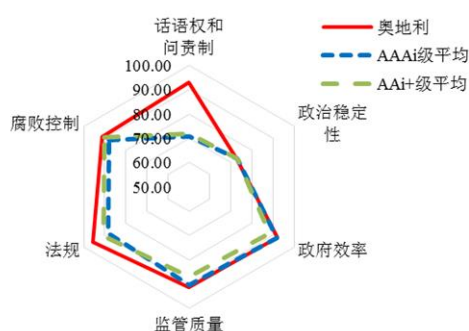 话语权和
问责制
奥地利
AAAi级平均
AAi+级平均
100.00
90.00
80.00
70.00
60.00
50.00
政治稳定
性
政府效率
监管质量
法规
腐败控制